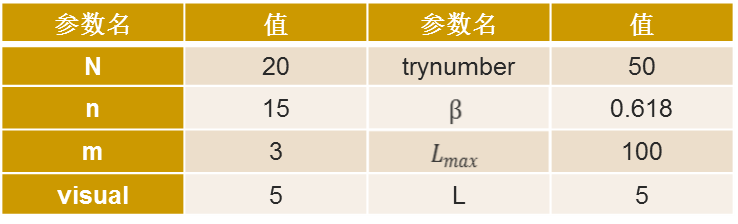 参数名 值 参数名 值
N 20 trynumber 50
n 15 β 0.618
m 3 L_max 100
visual 5 L 5